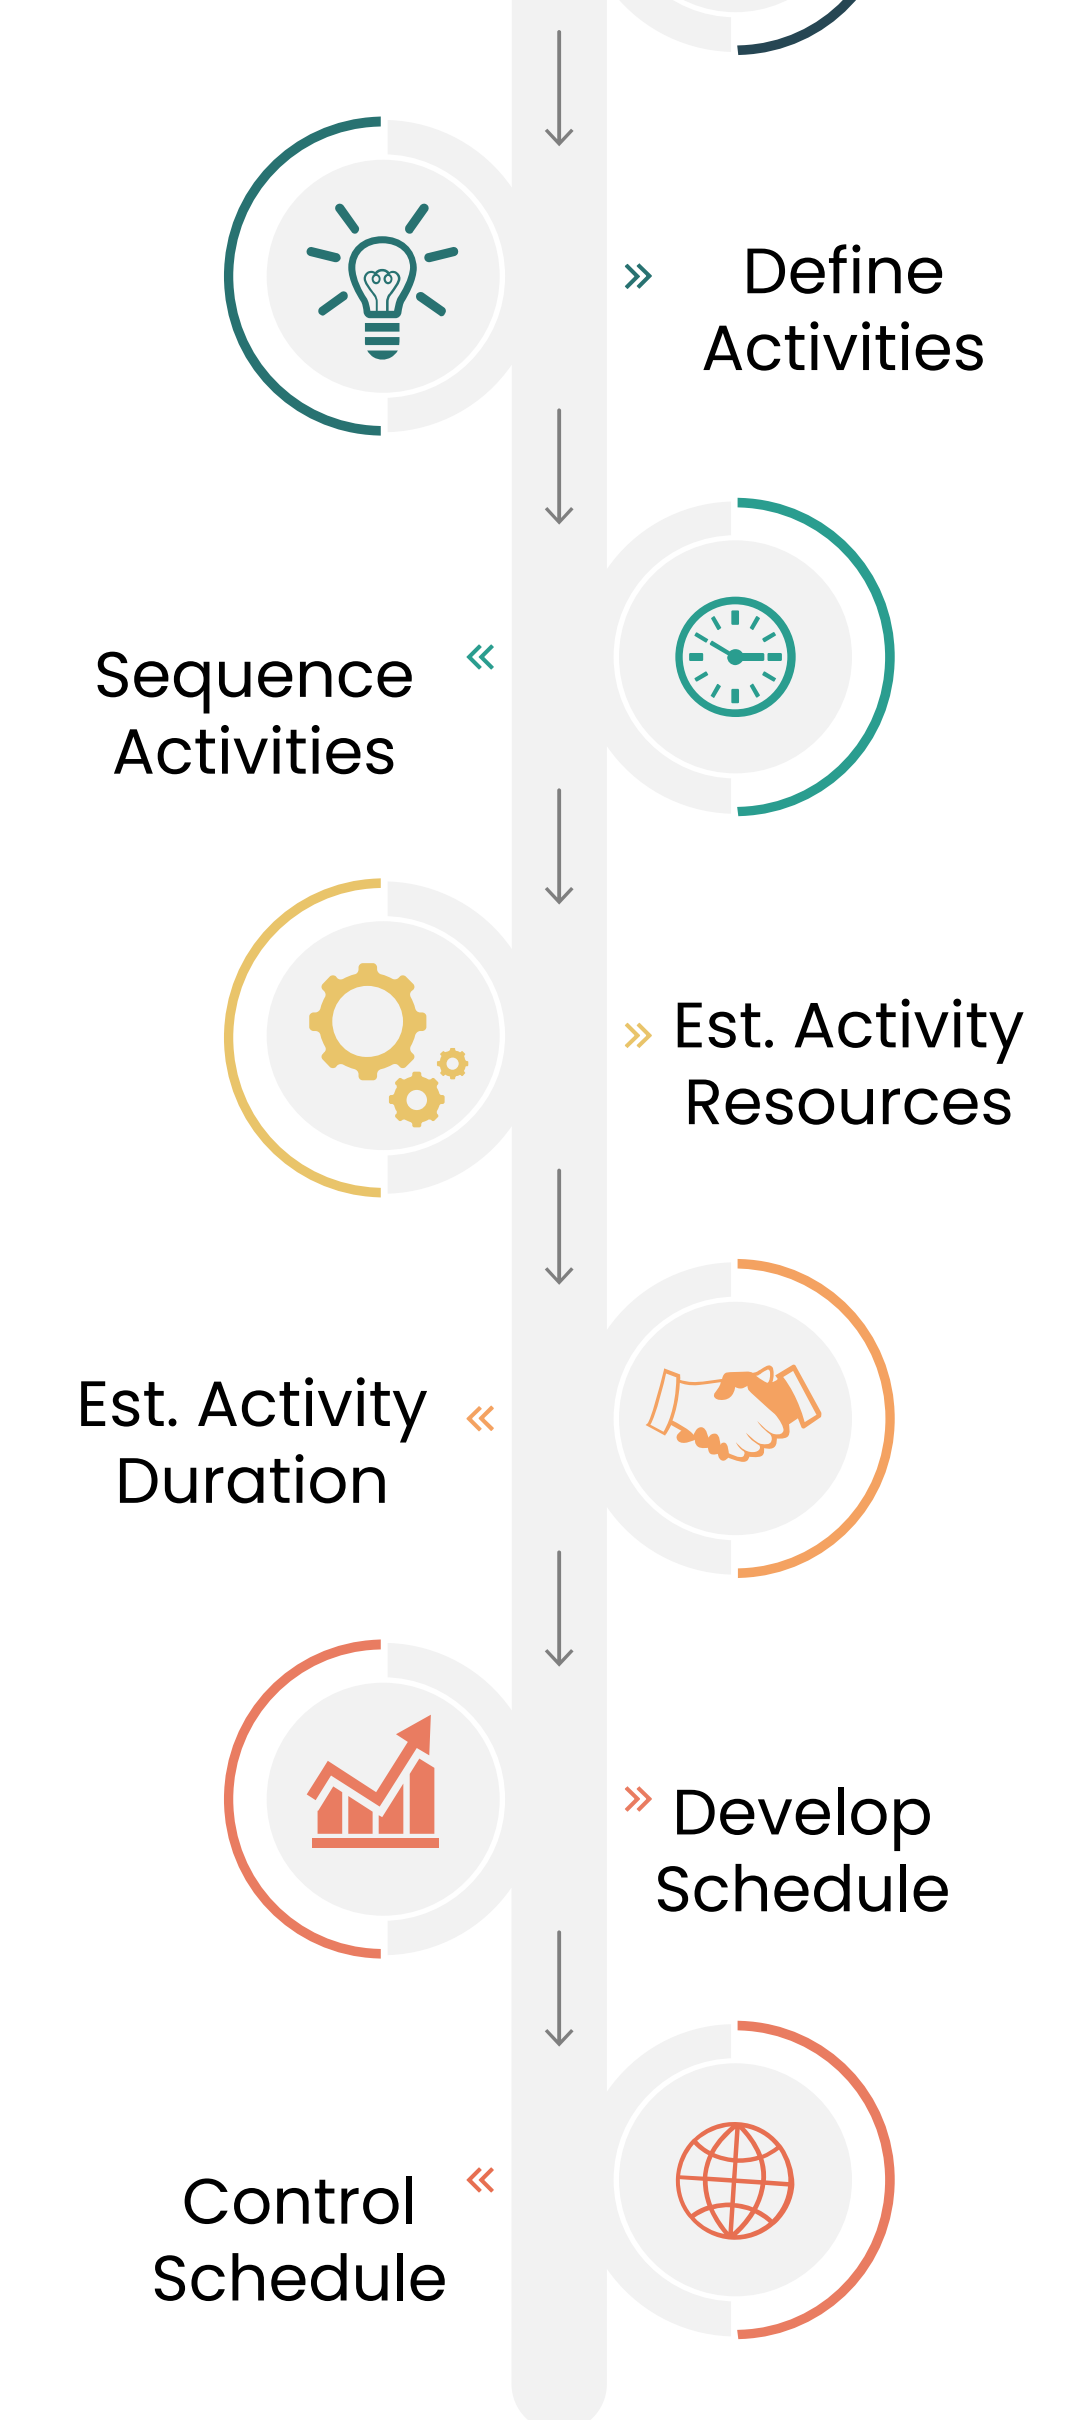 Define
Activities
Sequence
Activities
Est. Activity
Resources
Est. Activity
Duration
Develop
Schedule
Control
Schedule